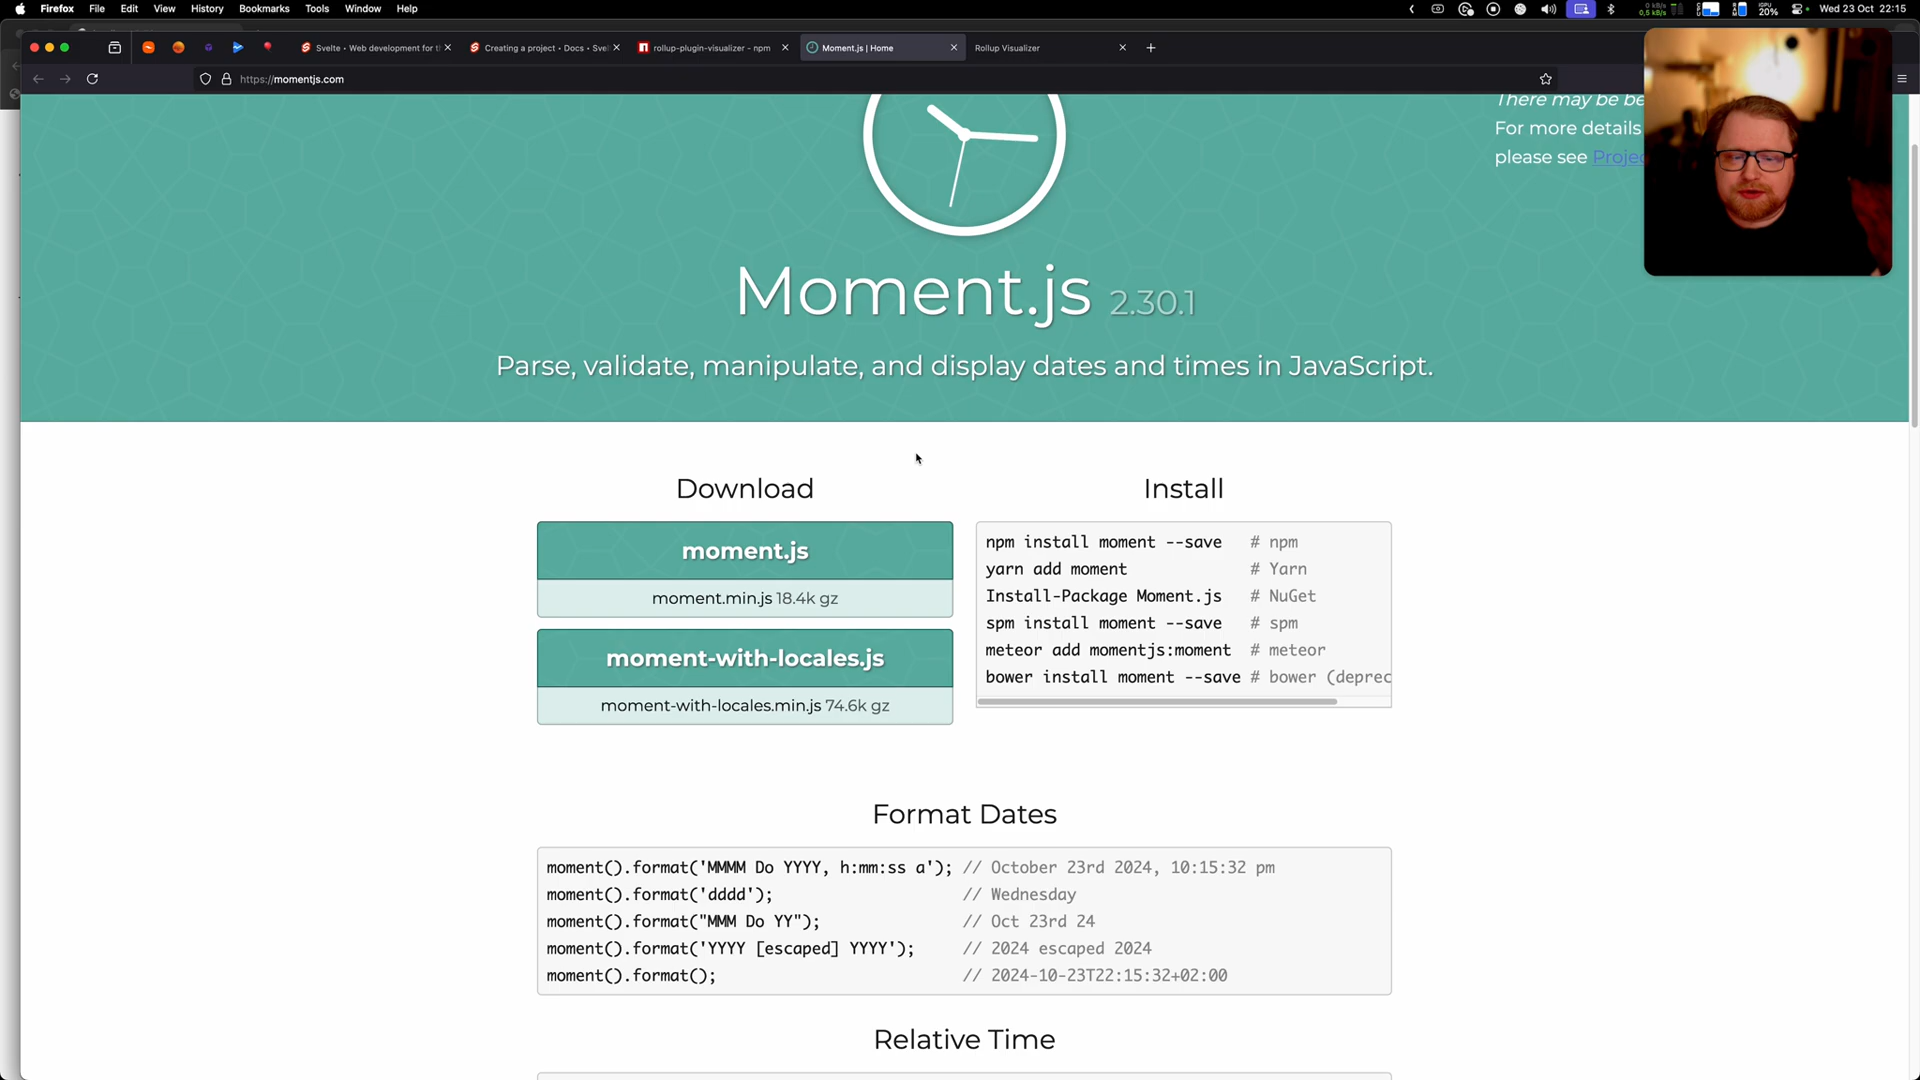 Firefox File Edit View History Bookmarks Tools Window Help
0 kB/s
0,5 kB/s
20%
Wed 23 Oct 22:15
Svelte • Web development for t
Creating a project • Docs • Sve
rollup-plugin-visualizer - npm
Moment.js | Home
Rollup Visualizer
https://momentjs.com
There may be be
For more details
please see Projec
Moment.js 2.30.1
Parse, validate, manipulate, and display dates and times in JavaScript.
Download
moment.js
moment.min.js 18.4k gz
moment-with-locales.js
moment-with-locales.min.js 74.6k gz
Install
npm install moment --save # npm
yarn add moment # Yarn
Install-Package Moment.js # NuGet
spm install moment --save # spm
meteor add momentjs:moment # meteor
bower install moment --save # bower (deprec
Format Dates
moment().format('MMMM Do YYYY, h:mm:ss a'); // October 23rd 2024, 10:15:32 pm
moment().format('dddd'); // Wednesday
moment().format("MMM Do YY"); // Oct 23rd 24
moment().format('YYYY [escaped] YYYY'); // 2024 escaped 2024
moment().format(); // 2024-10-23T22:15:32+02:00
Relative Time